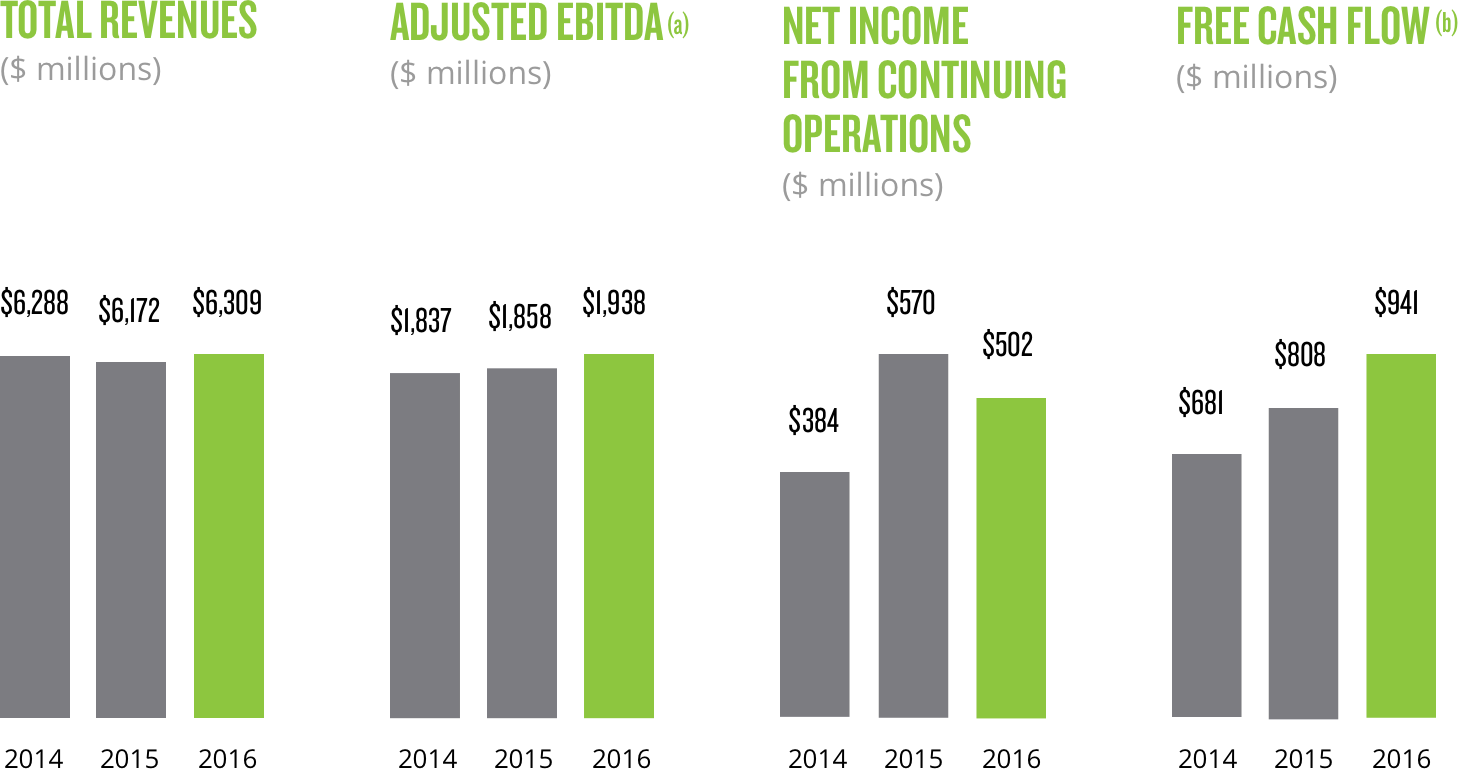 TOTAL REVENUES
($ millions)
$6,288 $6,172 $6,309
2014 2015 2016
ADJUSTED EBITDA (a)
($ millions)
$1,837 $1,858 $1,938
2014 2015 2016
NET INCOME
FROM CONTINUING
OPERATIONS
($ millions)
$384 $570 $502
2014 2015 2016
FREE CASH FLOW (b)
($ millions)
$681 $808 $941
2014 2015 2016